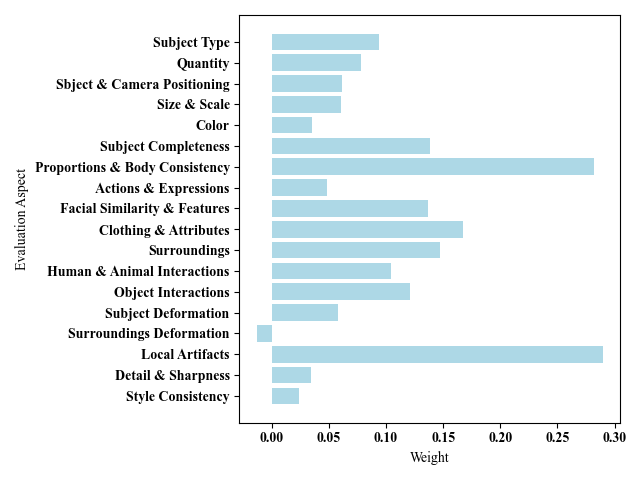 Subject Type
Quantity
Sbject & Camera Positioning
Size & Scale
Color
Subject Completeness
Proportions & Body Consistency
Actions & Expressions
Facial Similarity & Features
Clothing & Attributes
Surroundings
Human & Animal Interactions
Object Interactions
Subject Deformation
Surroundings Deformation
Local Artifacts
Detail & Sharpness
Style Consistency
Evaluation Aspect
0.00 0.05 0.10 0.15 0.20 0.25 0.30
Weight